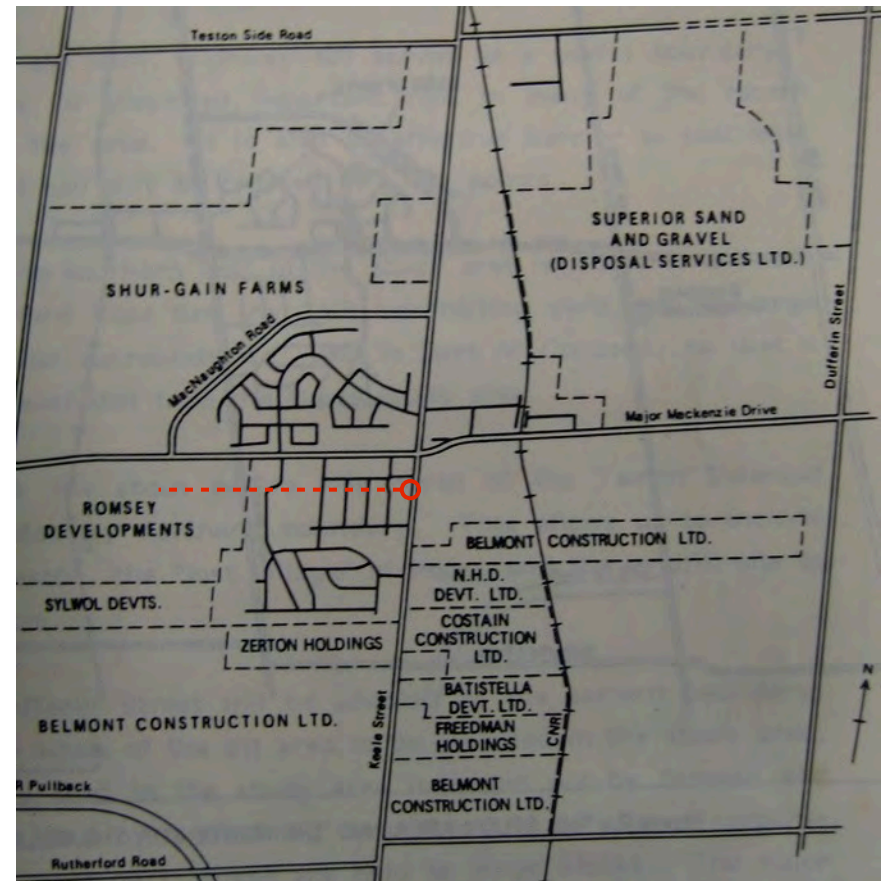 Teston Side Road
SUPERIOR SAND
AND GRAVEL
(DISPOSAL SERVICES LTD.)
SHUR-GAIN FARMS
MacNaughton Road
Dufferin Street
Major Mackenzie Drive
ROMSEY
DEVELOPMENTS
BELMONT CONSTRUCTION LTD.
N.H.D.
DEVT. LTD.
SYLWOL DEVTS.
COSTAIN
CONSTRUCTION
LTD.
ZERTON HOLDINGS
N
BATISTELLA
DEVT. LTD.
BELMONT CONSTRUCTION LTD.
Keele Street
FREEDMAN
HOLDINGS
CNR
R Pullback
BELMONT
CONSTRUCTION LTD.
Rutherford Road